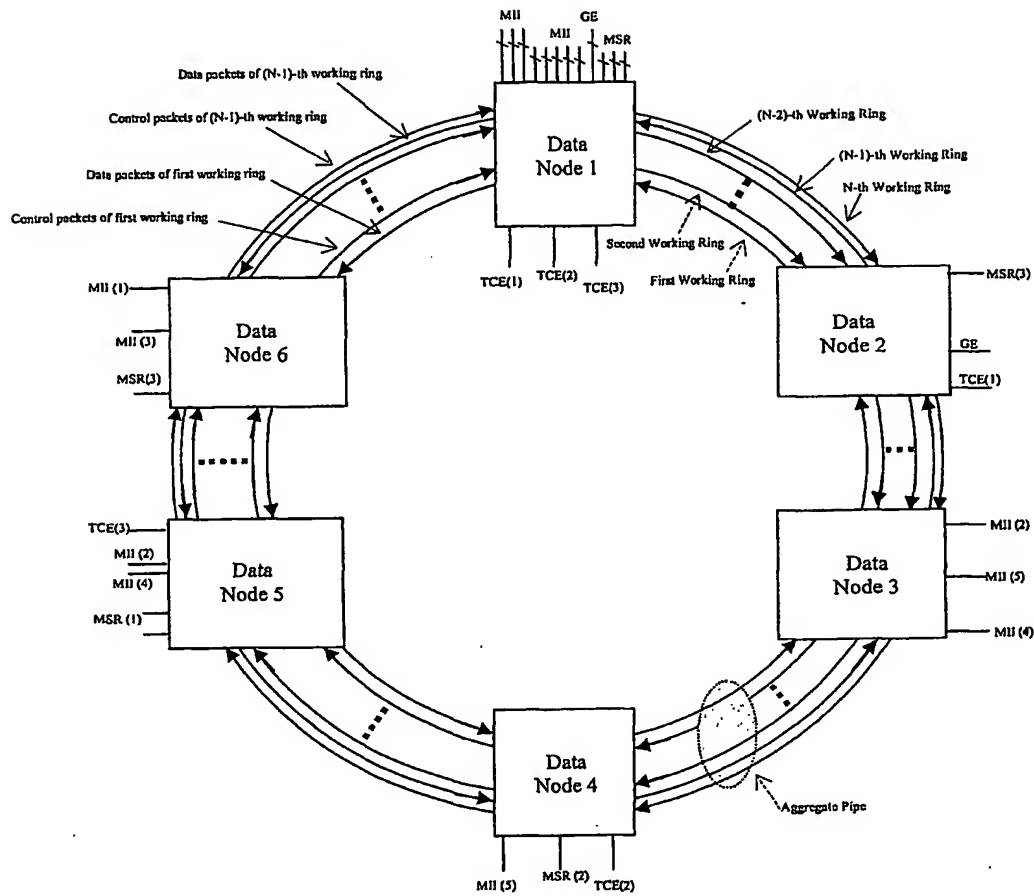 MII
GE
MII
MSR
Data packets of (N-1)-th working ring
Control packets of (N-1)-th working ring
Data packets of first working ring
Control packets of first working ring
Data
Node 1
(N-2)-th Working Ring
(N-1)-th Working Ring
N-th Working Ring
Second Working Ring
First Working Ring
TCE(1)
TCE(2)
TCE(3)
MII (1)
MII (3)
MSR(3)
Data
Node 6
Data
Node 2
MSR(3)
GE
TCE(1)
TCE(3)
MII (2)
MII (4)
MSR (1)
Data
Node 5
Data
Node 3
MII (2)
MII (5)
MII (4)
Data
Node 4
Aggregate Pipe
MII (5)
MSR (2)
TCE(2)